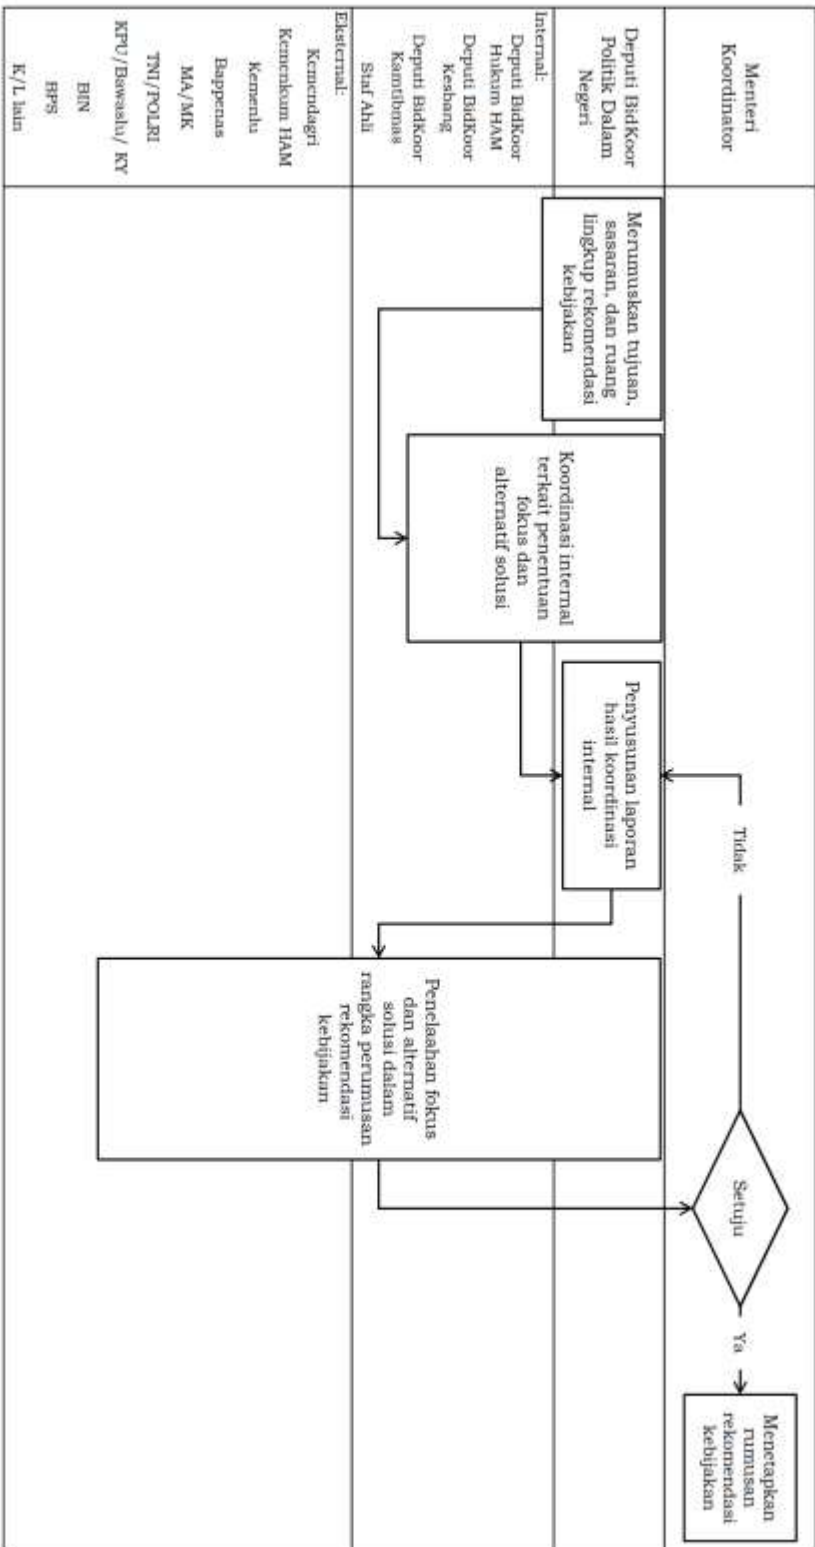 Menteri
Koordinator
Deputi BidKoor
Politik Dalam
Negeri
Internal:
Deputi BidKoor
Hukum HAM
Deputi BidKoor
Kesbang
Deputi BidKoor
Kamtibmas
Staf Ahli
Eksternal:
Kemendagri
Kemenkum HAM
Kemenlu
Bappenas
MA/MK
TNI/POLRI
KPU/Bawaslu/ KY
BIN
BPS
K/L lain
Merumuskan tujuan,
sasaran, dan ruang
lingkup rekomendasi
kebijakan
Koordinasi internal
terkait penentuan
fokus dan
alternatif solusi
Penyusunan laporan
hasil koordinasi
internal
Tidak
Penelaahan fokus
dan alternatif
solusi dalam
rangka perumusan
rekomendasi
kebijakan
Setuju
Ya
Menetapkan
rumusan
rekomendasi
kebijakan